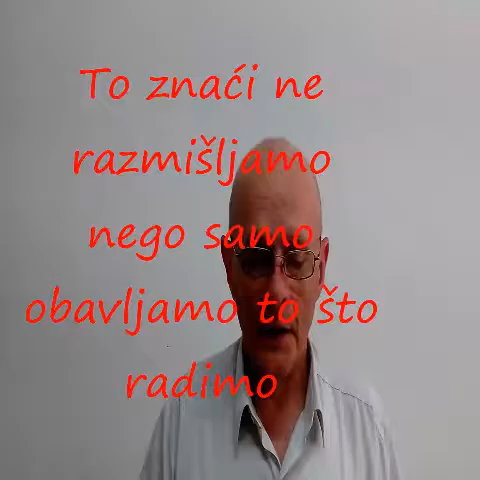 To znaći ne
razmišljamo
nego samo
obavljamo to što
radimo